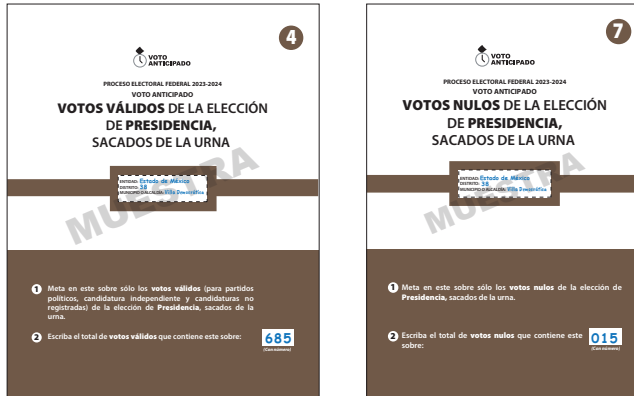 4
VOTO
ANTICIPADO
PROCESO ELECTORAL FEDERAL 2023-2024
VOTO ANTICIPADO
VOTOS VÁLIDOS DE LA ELECCIÓN
DE PRESIDENCIA,
SACADOS DE LA URNA
ENTIDAD: Estado de México
DISTRITO: 38
MUNICIPIO O ALCALDÍA: Villa Democrática
MUESTRA
1 Meta en este sobre sólo los votos válidos (para partidos
políticos, candidatura independiente y candidaturas no
registradas) de la elección de Presidencia, sacados de la
urna.
2 Escriba el total de votos válidos que contiene este sobre:
685
(Con número)
7
VOTO
ANTICIPADO
PROCESO ELECTORAL FEDERAL 2023-2024
VOTO ANTICIPADO
VOTOS NULOS DE LA ELECCIÓN
DE PRESIDENCIA,
SACADOS DE LA URNA
ENTIDAD: Estado de México
DISTRITO: 38
MUNICIPIO O ALCALDÍA: Villa Democrática
MUESTRA
1 Meta en este sobre sólo los votos nulos de la elección de
Presidencia, sacados de la urna.
2 Escriba el total de votos nulos que contiene este
sobre:
015
(Con número)